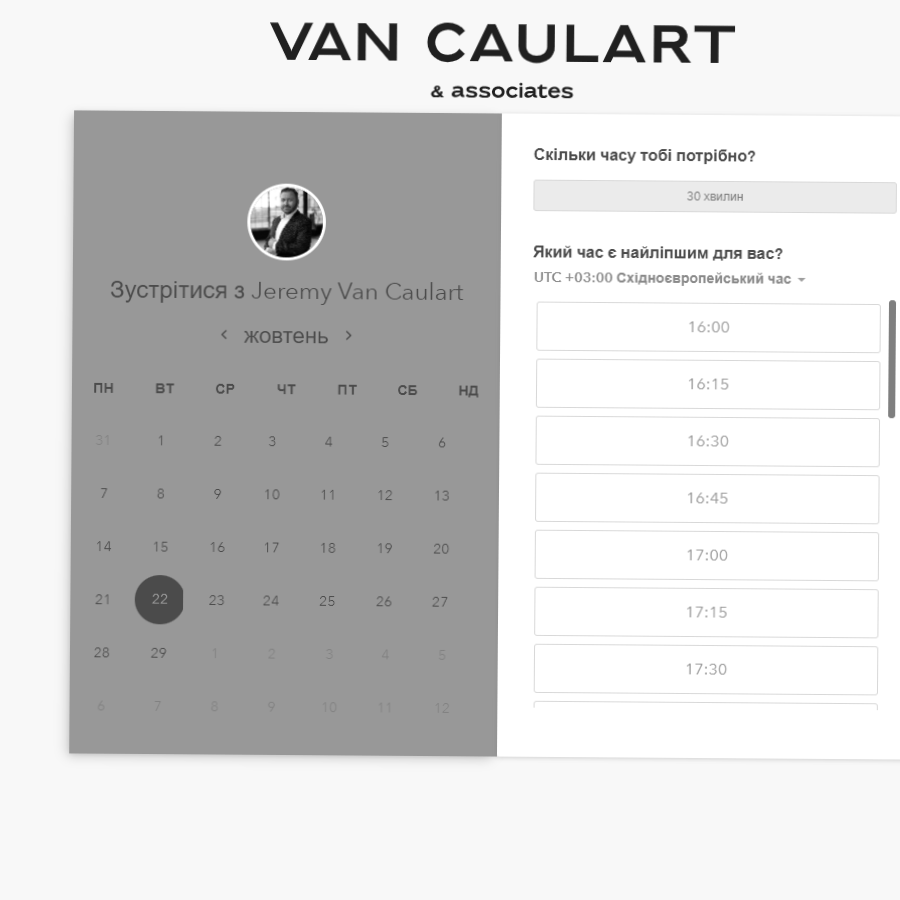 VAN CAULART
& associates
Зустрітися з Jeremy Van Caulart
жовтень
ПН ВТ СР ЧТ ПТ СБ НД
31 1 2 3 4 5 6
7 8 9 10 11 12 13
14 15 16 17 18 19 20
21 22 23 24 25 26 27
28 29 1 2 3 4 5
6 7 8 9 10 11 12
Скільки часу тобі потрібно?
30 хвилин
Який час є найліпшим для вас?
UTC +03:00 Східноєвропейський час
16:00
16:15
16:30
16:45
17:00
17:15
17:30